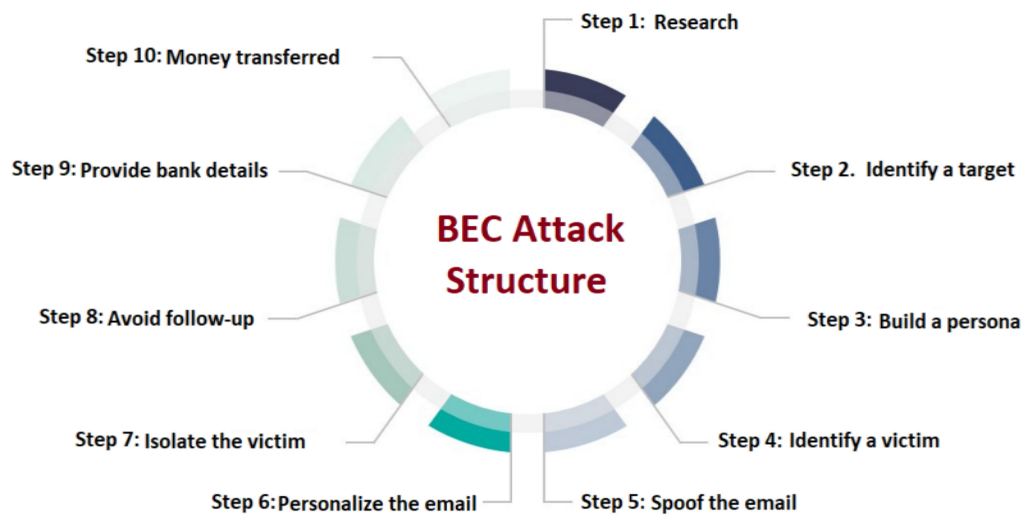 Step 1: Research
Step 10: Money transferred
Step 2. Identify a target
Step 9: Provide bank details
BEC Attack
Structure
Step 8: Avoid follow-up
Step 3: Build a persona
Step 7: Isolate the victim
Step 4: Identify a victim
Step 6: Personalize the email
Step 5: Spoof the email